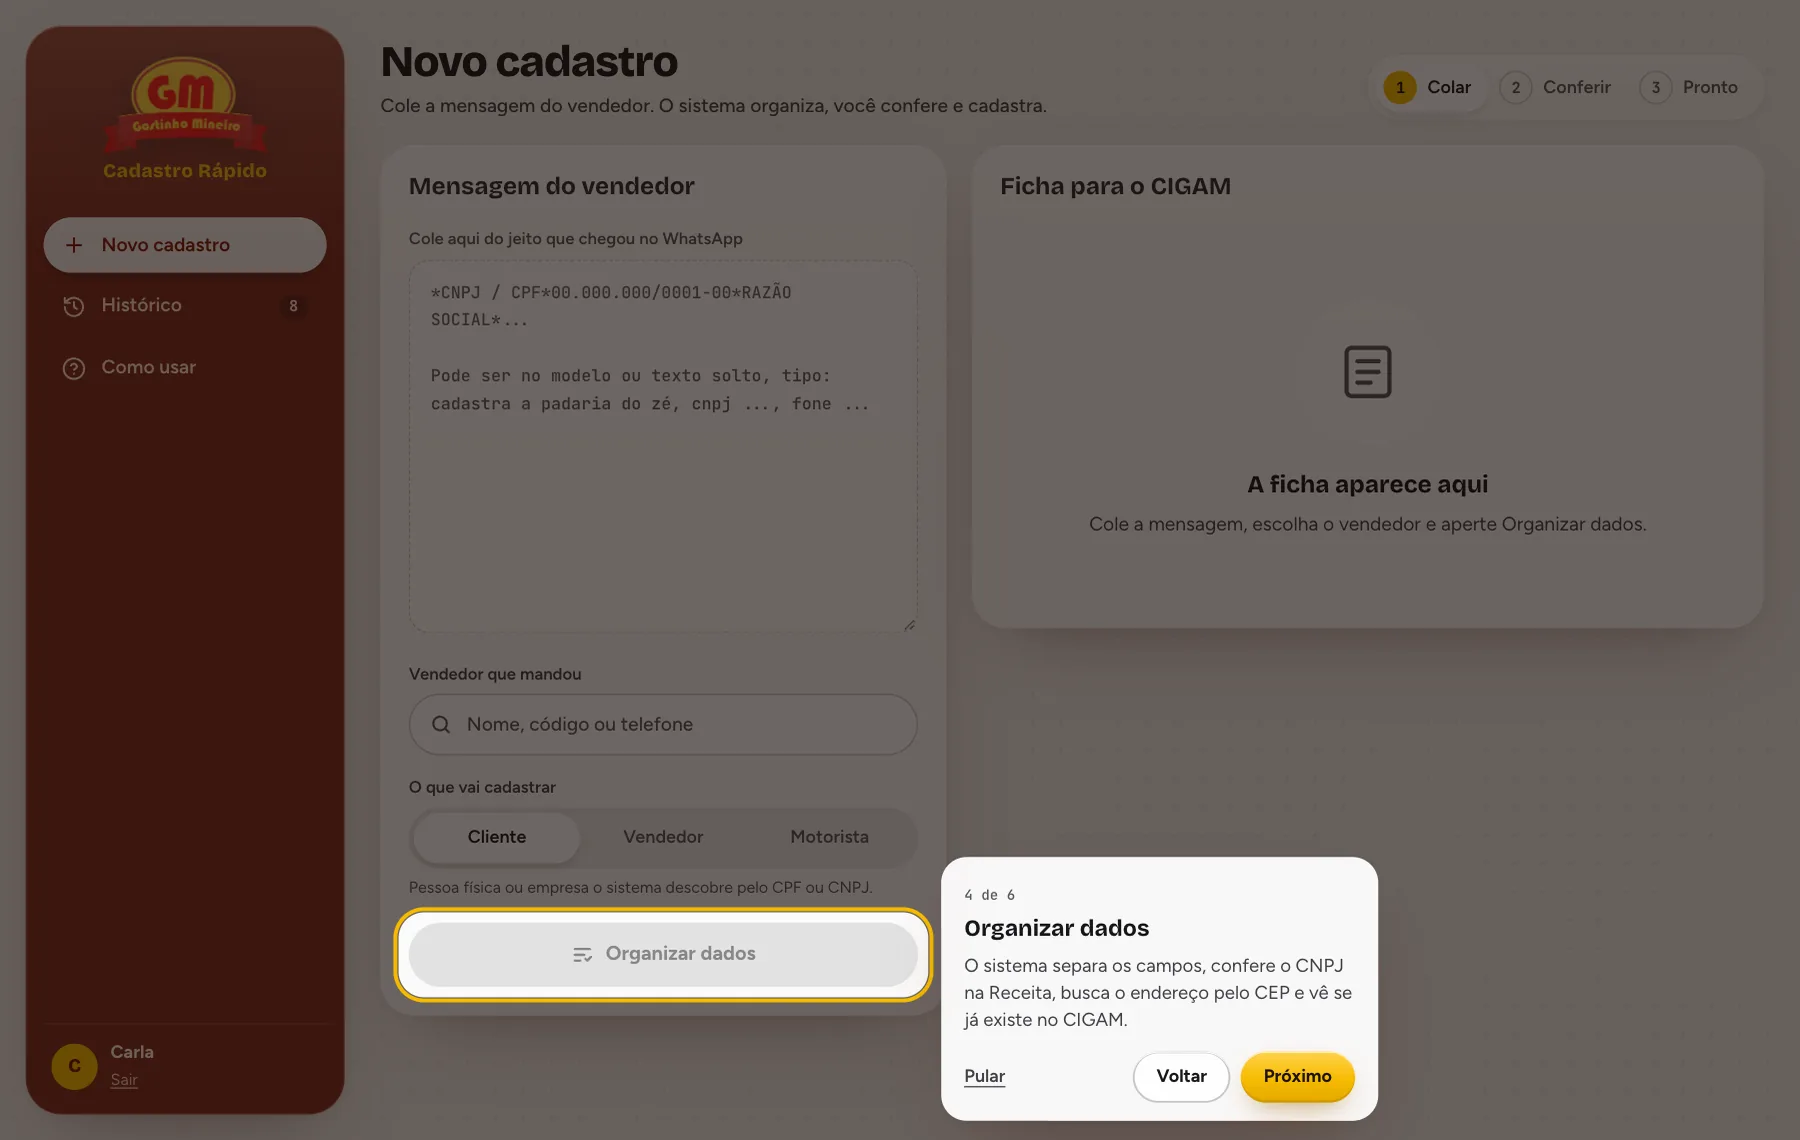 GM
Gostinho Mineiro
Cadastro Rápido
Novo cadastro
Histórico
8
Como usar
C
Carla
Sair
Novo cadastro
Cole a mensagem do vendedor. O sistema organiza, você confere e cadastra.
1 Colar
2 Conferir
3 Pronto
Mensagem do vendedor
Cole aqui do jeito que chegou no WhatsApp
*CNPJ / CPF*00.000.000/0001-00*RAZÃO
SOCIAL*...
Pode ser no modelo ou texto solto, tipo:
cadastra a padaria do zé, cnpj ..., fone ...
Vendedor que mandou
Nome, código ou telefone
O que vai cadastrar
Cliente
Vendedor
Motorista
Pessoa física ou empresa o sistema descobre pelo CPF ou CNPJ.
Organizar dados
Ficha para o CIGAM
A ficha aparece aqui
Cole a mensagem, escolha o vendedor e aperte Organizar dados.
4 de 6
Organizar dados
O sistema separa os campos, confere o CNPJ
na Receita, busca o endereço pelo CEP e vê se
já existe no CIGAM.
Pular
Voltar
Próximo